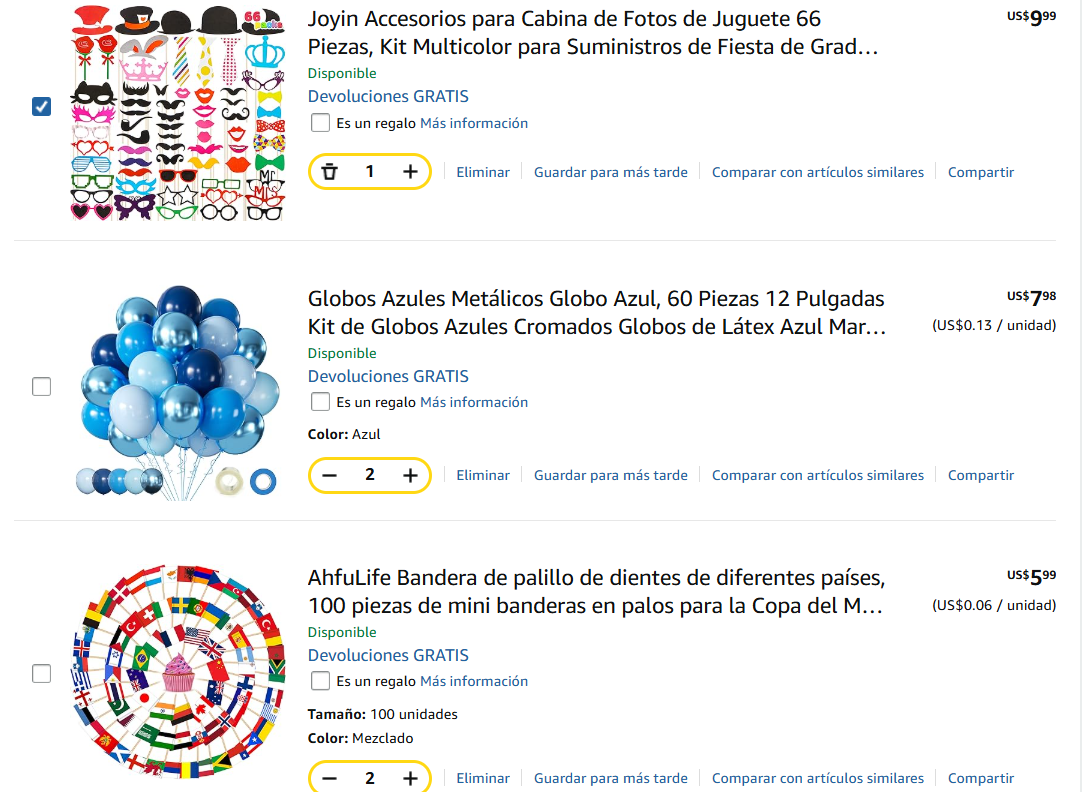 66
Smoke
Joyin Accesorios para Cabina de Fotos de Juguete 66
Piezas, Kit Multicolor para Suministros de Fiesta de Grad…
US$9⁹⁹
Disponible
Devoluciones GRATIS
Es un regalo Más información
1
Eliminar
Guardar para más tarde
Comparar con artículos similares
Compartir
Globos Azules Metálicos Globo Azul, 60 Piezas 12 Pulgadas
Kit de Globos Azules Cromados Globos de Látex Azul Mar…
US$7⁹⁸
(US$0.13 / unidad)
Disponible
Devoluciones GRATIS
Es un regalo Más información
Color: Azul
2
Eliminar
Guardar para más tarde
Comparar con artículos similares
Compartir
AhfuLife Bandera de palillo de dientes de diferentes países,
100 piezas de mini banderas en palos para la Copa del M…
US$5⁹⁹
(US$0.06 / unidad)
Disponible
Devoluciones GRATIS
Es un regalo Más información
Tamaño: 100 unidades
Color: Mezclado
2
Eliminar
Guardar para más tarde
Comparar con artículos similares
Compartir